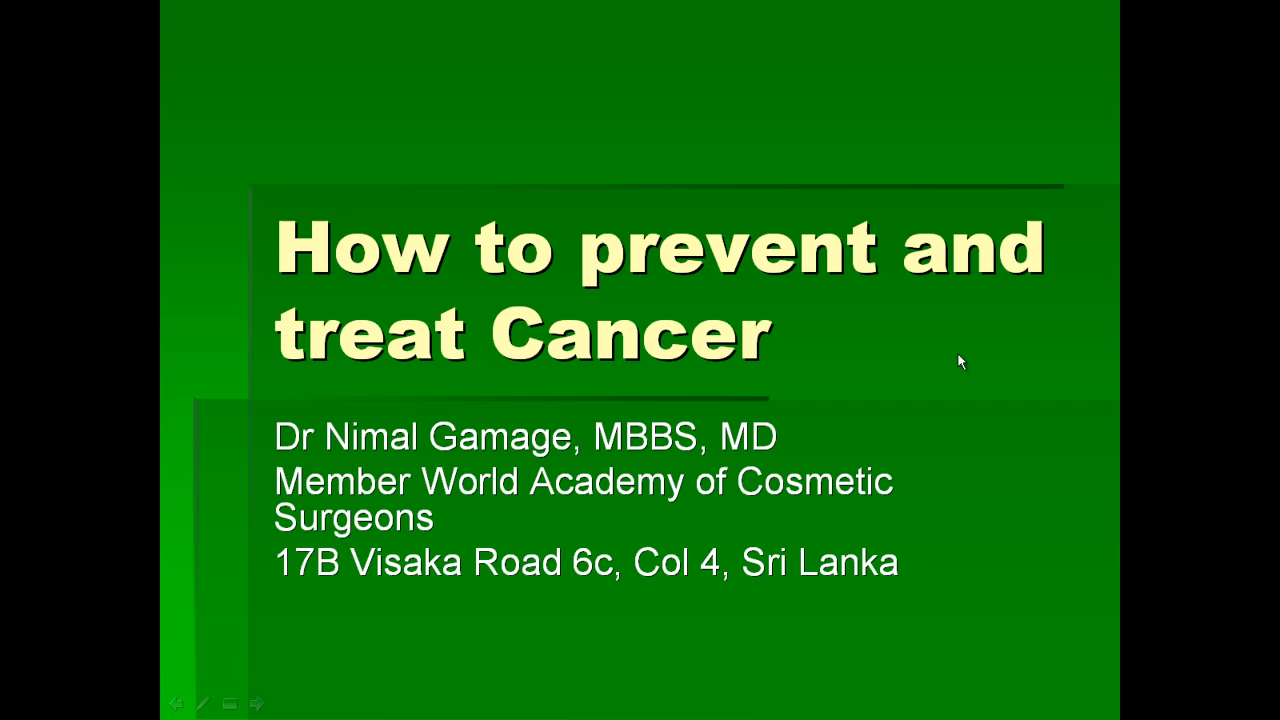 How to prevent and
treat Cancer
Dr Nimal Gamage, MBBS, MD
Member World Academy of Cosmetic
Surgeons
17B Visaka Road 6c, Col 4, Sri Lanka